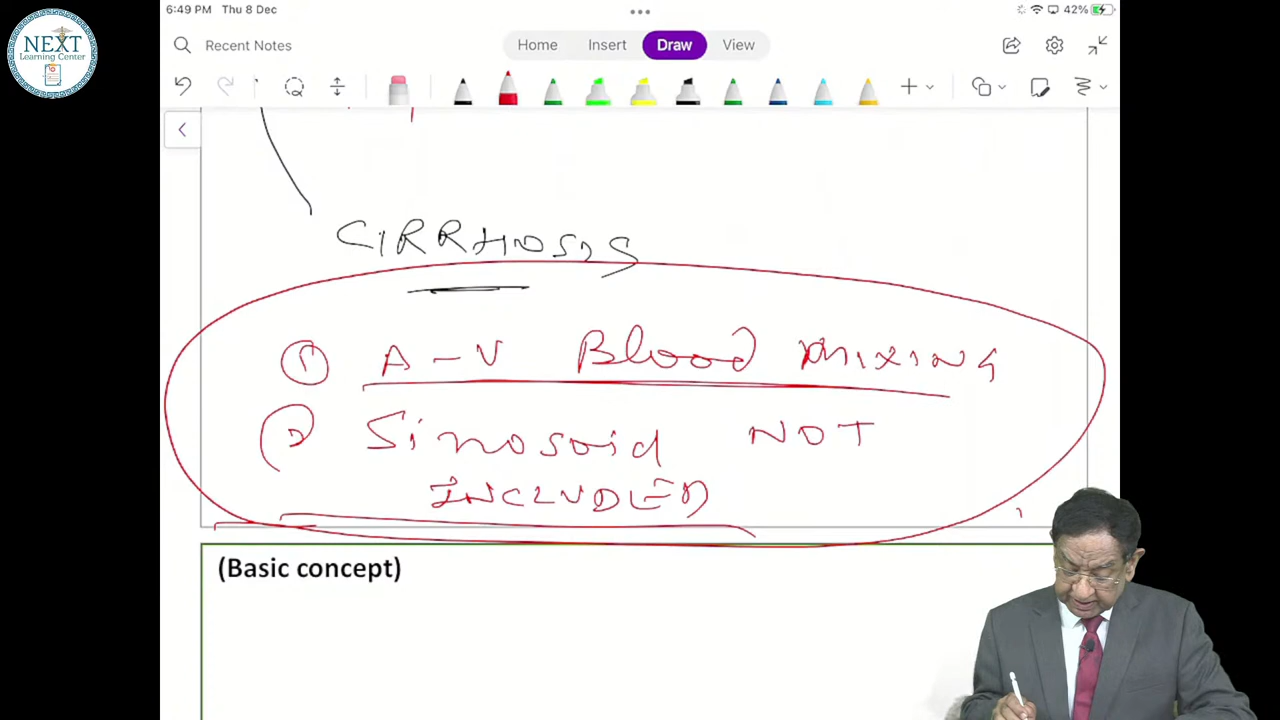 6:49 PM Thu 8 Dec
42%
NEXT
Learning Center
Recent Notes
Home Insert Draw View
CIRRHOSIS
① A-V Blood MIXING
② Sinosoid NOT
INCLUDED
(Basic concept)